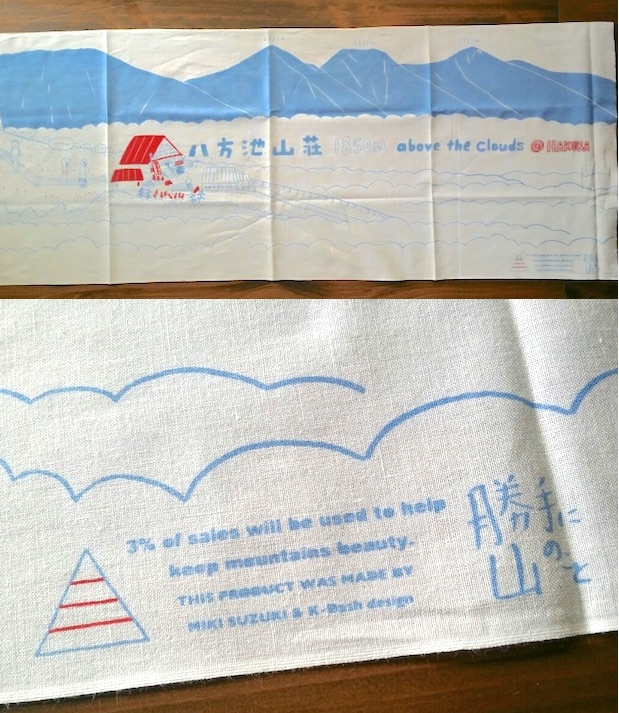 八方池山荘 1850m above the clouds @ HAKUBA
3% of sales will be used to help
keep mountains beauty.
THIS PRODUCT WAS MADE BY
MIKI SUZUKI & K-Dash design
勝手に
山のこと